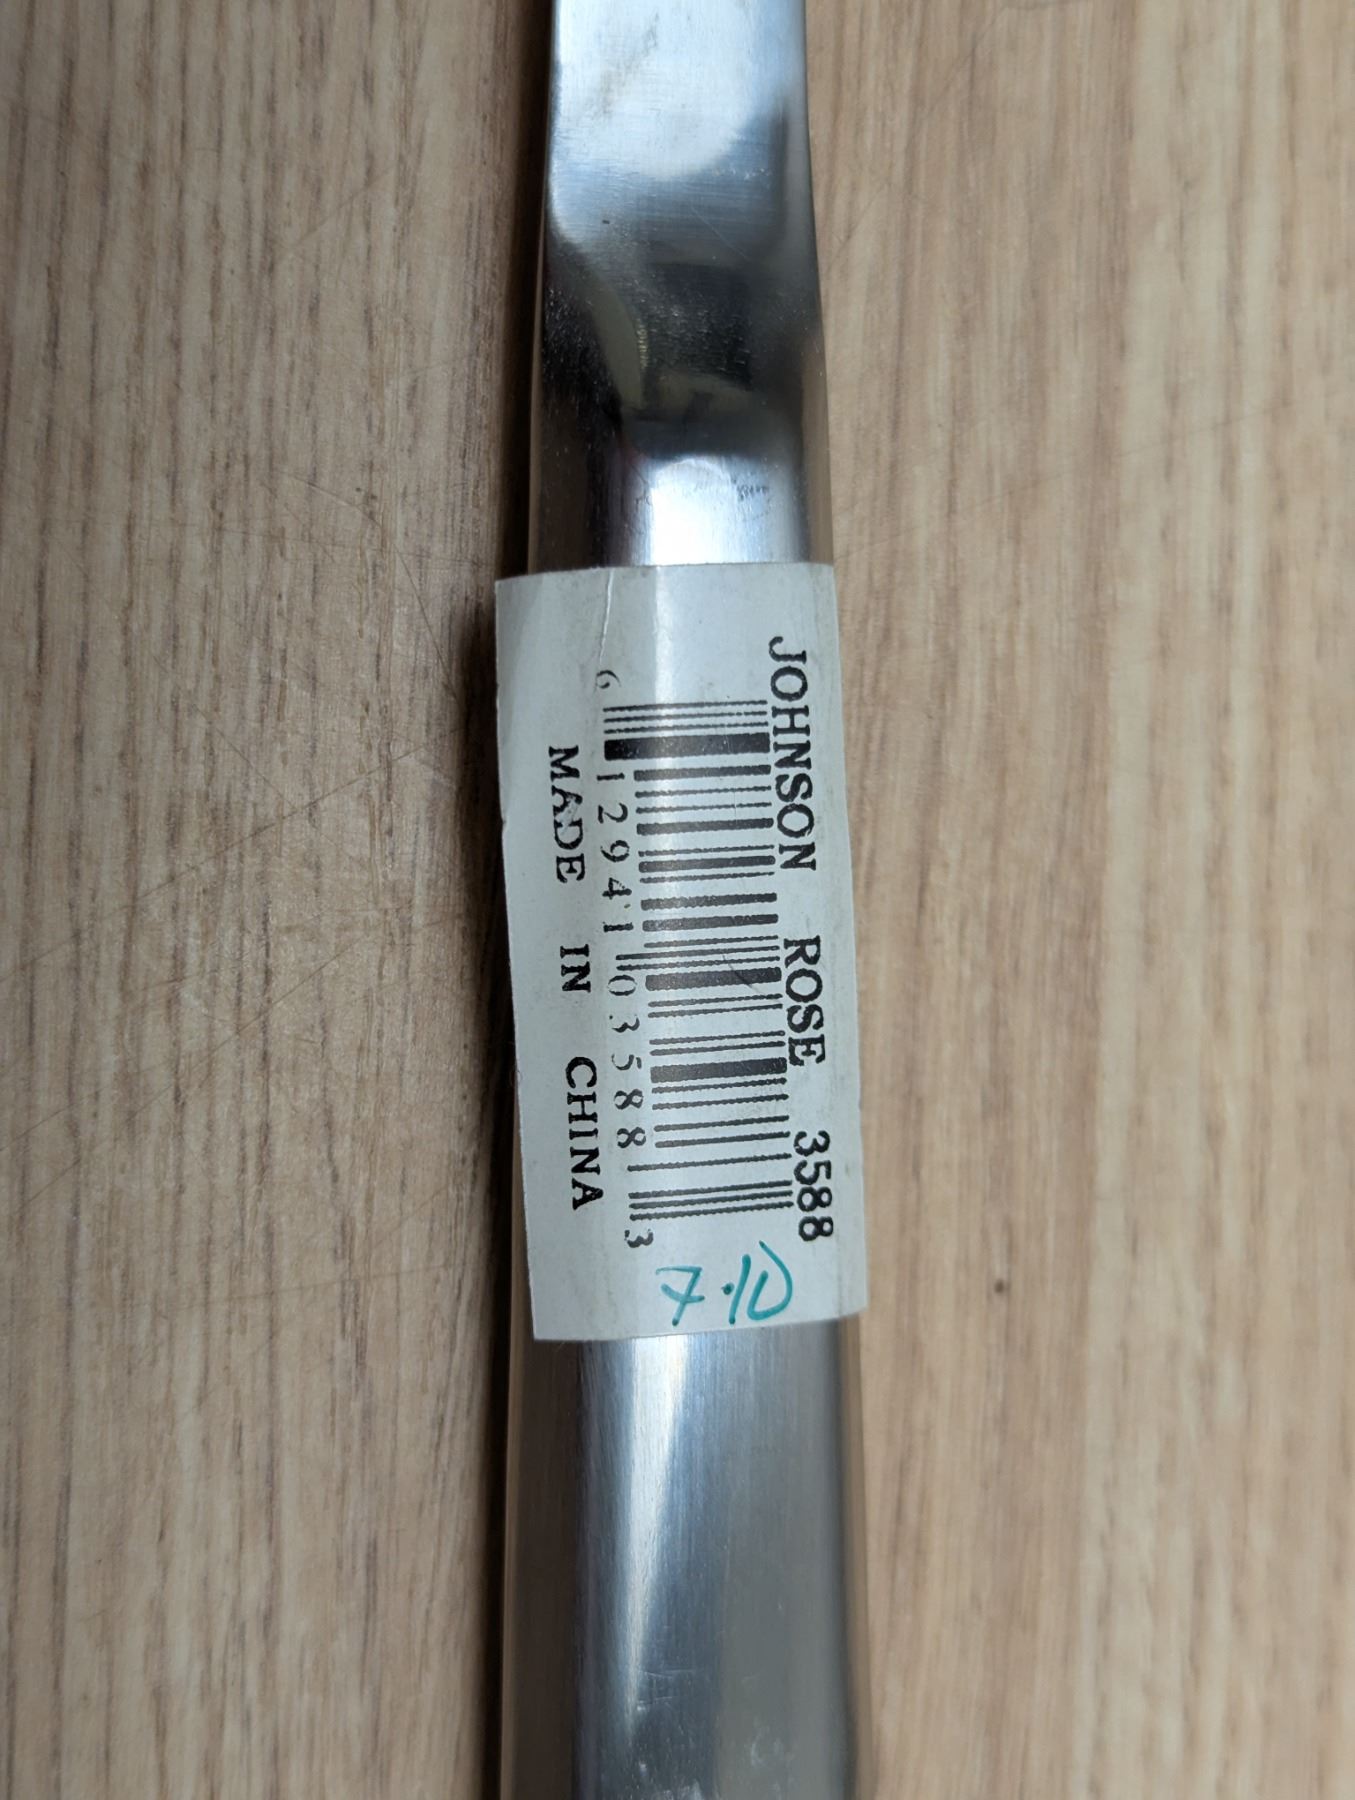 JOHNSON ROSE 3588
6 12941 03588 3
MADE IN CHINA
7.10